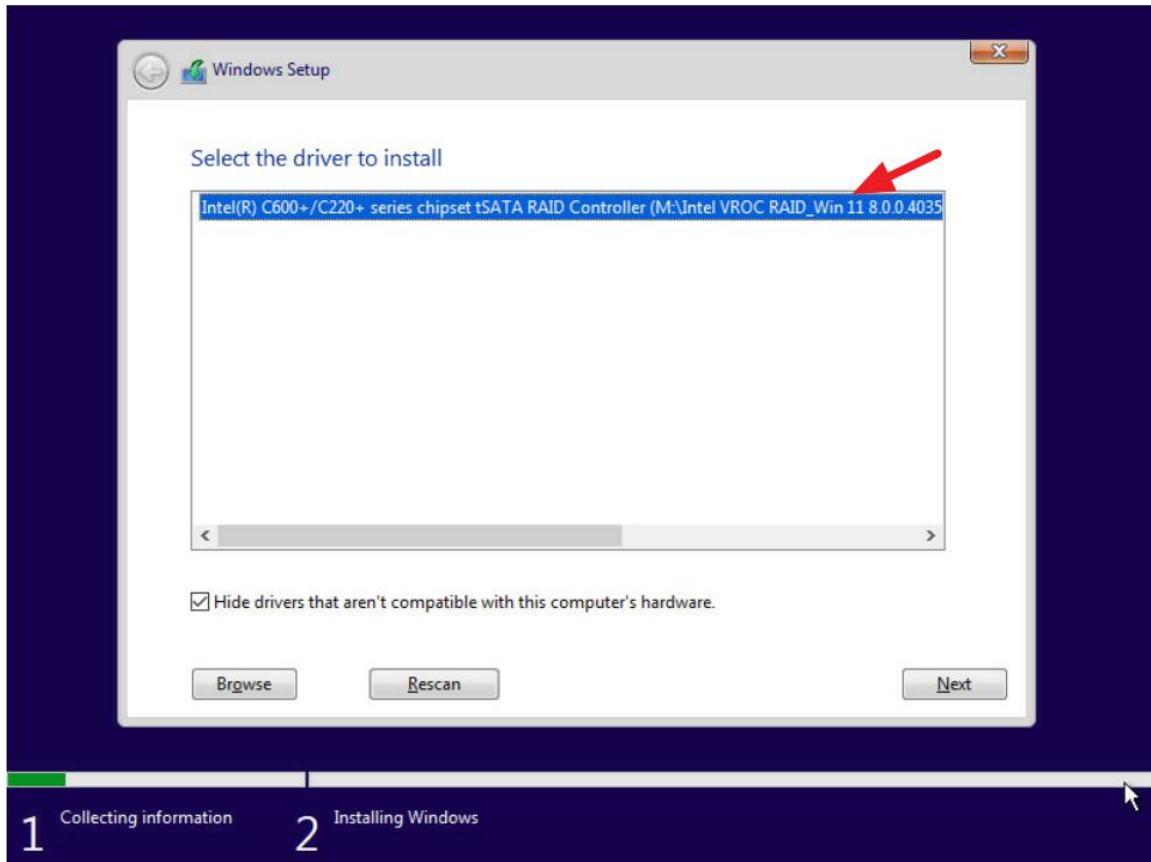 Windows Setup
Select the driver to install
Intel(R) C600+/C220+ series chipset tSATA RAID Controller (M:\Intel VROC RAID_Win 11 8.0.0.4035
Hide drivers that aren't compatible with this computer's hardware.
Browse Rescan Next
1 Collecting information 2 Installing Windows